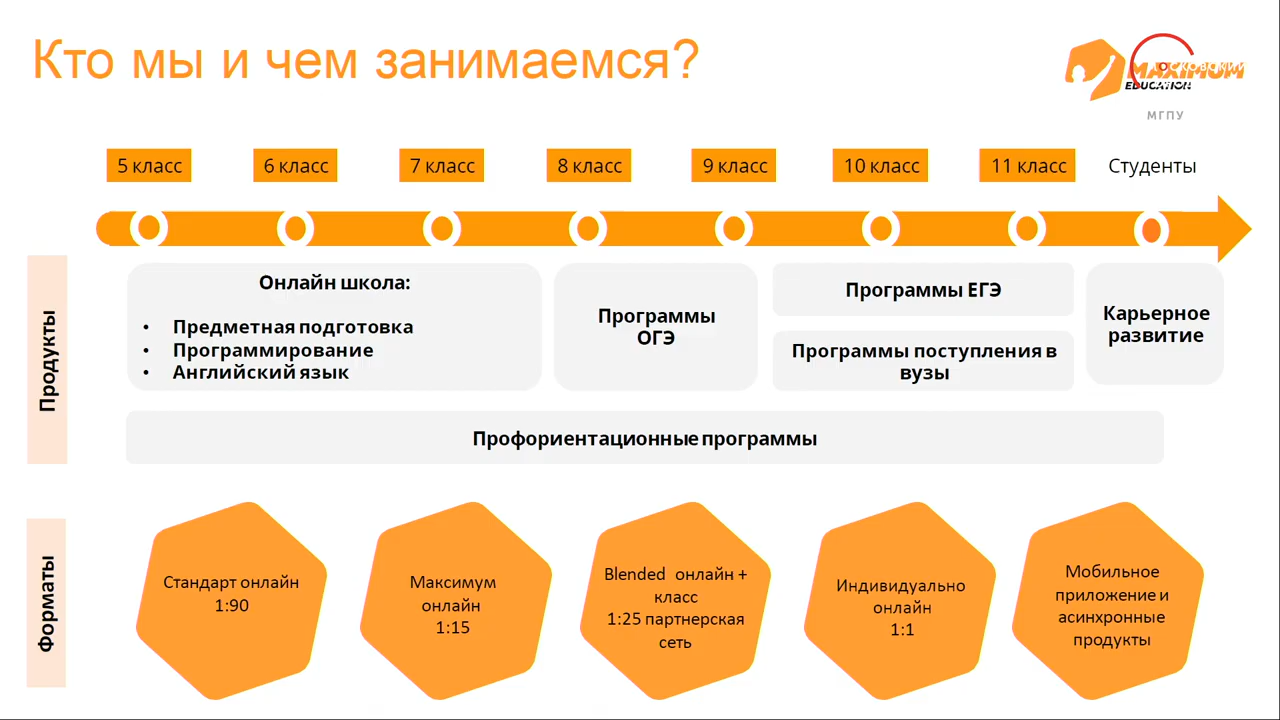 Кто мы и чем занимаемся?
EDUCATION
МГПУ
5 класс
6 класс
7 класс
8 класс
9 класс
10 класс
11 класс
Студенты
Продукты
Онлайн школа:
• Предметная подготовка
• Программирование
• Английский язык
Программы
ОГЭ
Программы ЕГЭ
Программы поступления в
вузы
Карьерное
развитие
Профориентационные программы
Форматы
Стандарт онлайн
1:90
Максимум
онлайн
1:15
Blended онлайн +
класс
1:25 партнерская
сеть
Индивидуально
онлайн
1:1
Мобильное
приложение и
асинхронные
продукты